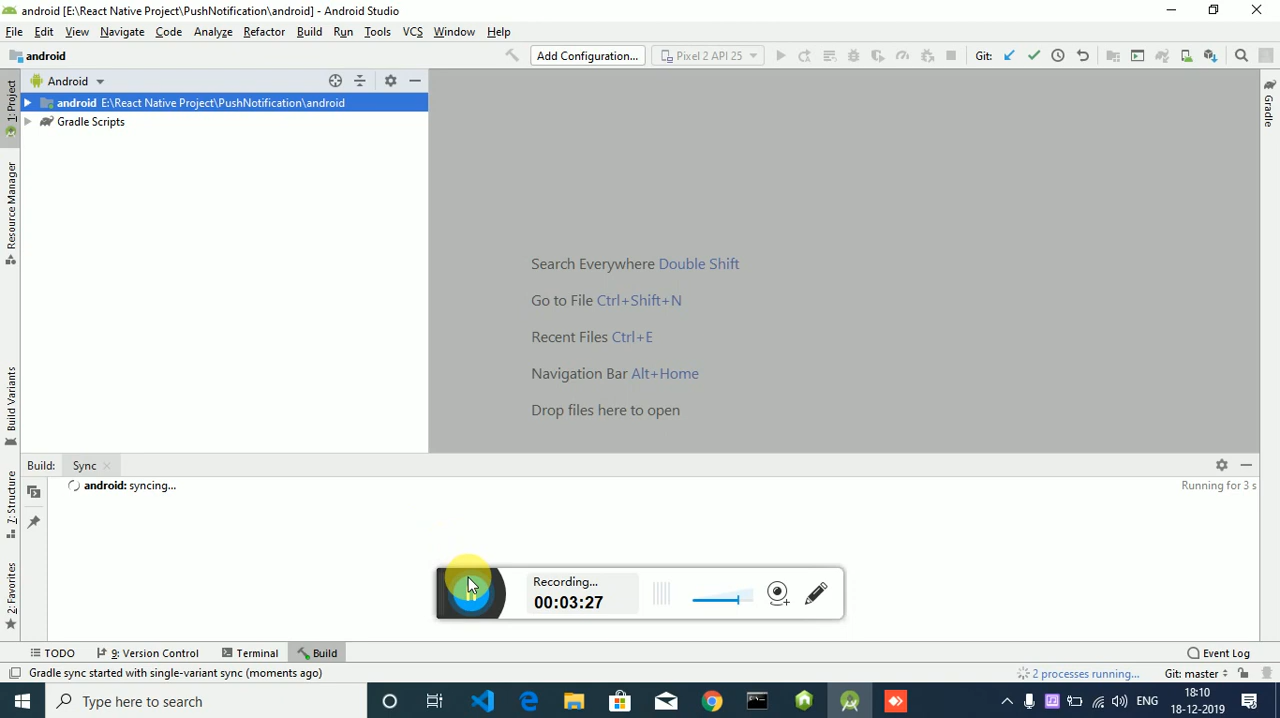 android [E:\React Native Project\PushNotification\android] - Android Studio
File Edit View Navigate Code Analyze Refactor Build Run Tools VCS Window Help
android Add Configuration... Pixel 2 API 25 Git:
1: Project
Resource Manager
Build Variants
7: Structure
2: Favorites
Android
android E:\React Native Project\PushNotification\android
Gradle Scripts
Gradle
Search Everywhere Double Shift
Go to File Ctrl+Shift+N
Recent Files Ctrl+E
Navigation Bar Alt+Home
Drop files here to open
Build: Sync
android: syncing... Running for 3 s
Recording...
00:03:27
TODO 9: Version Control Terminal Build Event Log
Gradle sync started with single-variant sync (moments ago) 2 processes running... Git: master
Type here to search ENG 18:10
18-12-2019